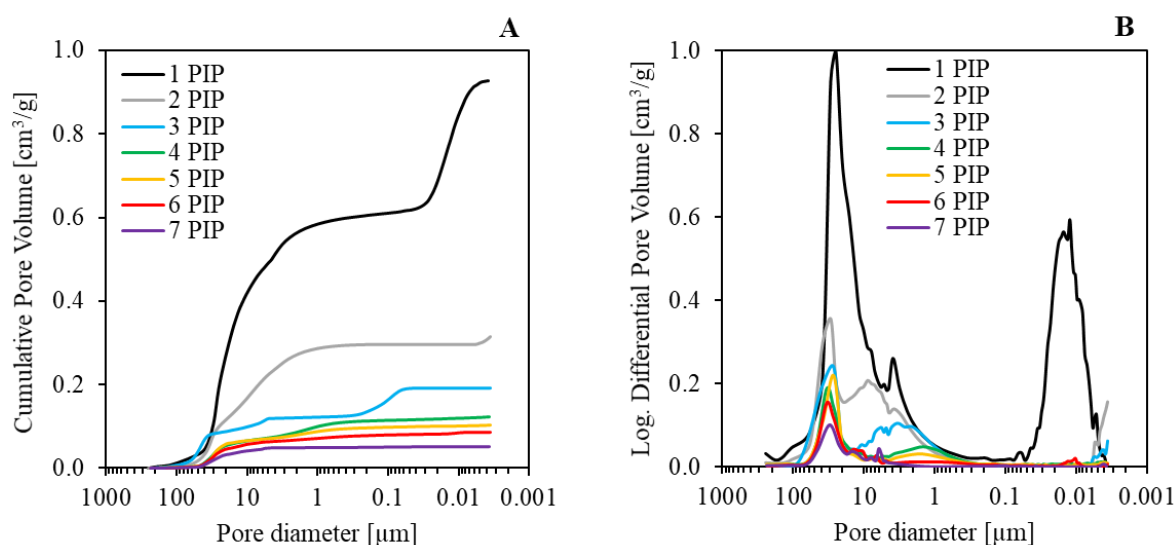 A
Cumulative Pore Volume [cm³/g]
1.0
0.8
0.6
0.4
0.2
0.0
1 PIP
2 PIP
3 PIP
4 PIP
5 PIP
6 PIP
7 PIP
1000 100 10 1 0.1 0.01 0.001
Pore diameter [µm]
B
Log. Differential Pore Volume [cm³/g]
1.0
0.8
0.6
0.4
0.2
0.0
1 PIP
2 PIP
3 PIP
4 PIP
5 PIP
6 PIP
7 PIP
1000 100 10 1 0.1 0.01 0.001
Pore diameter [µm]